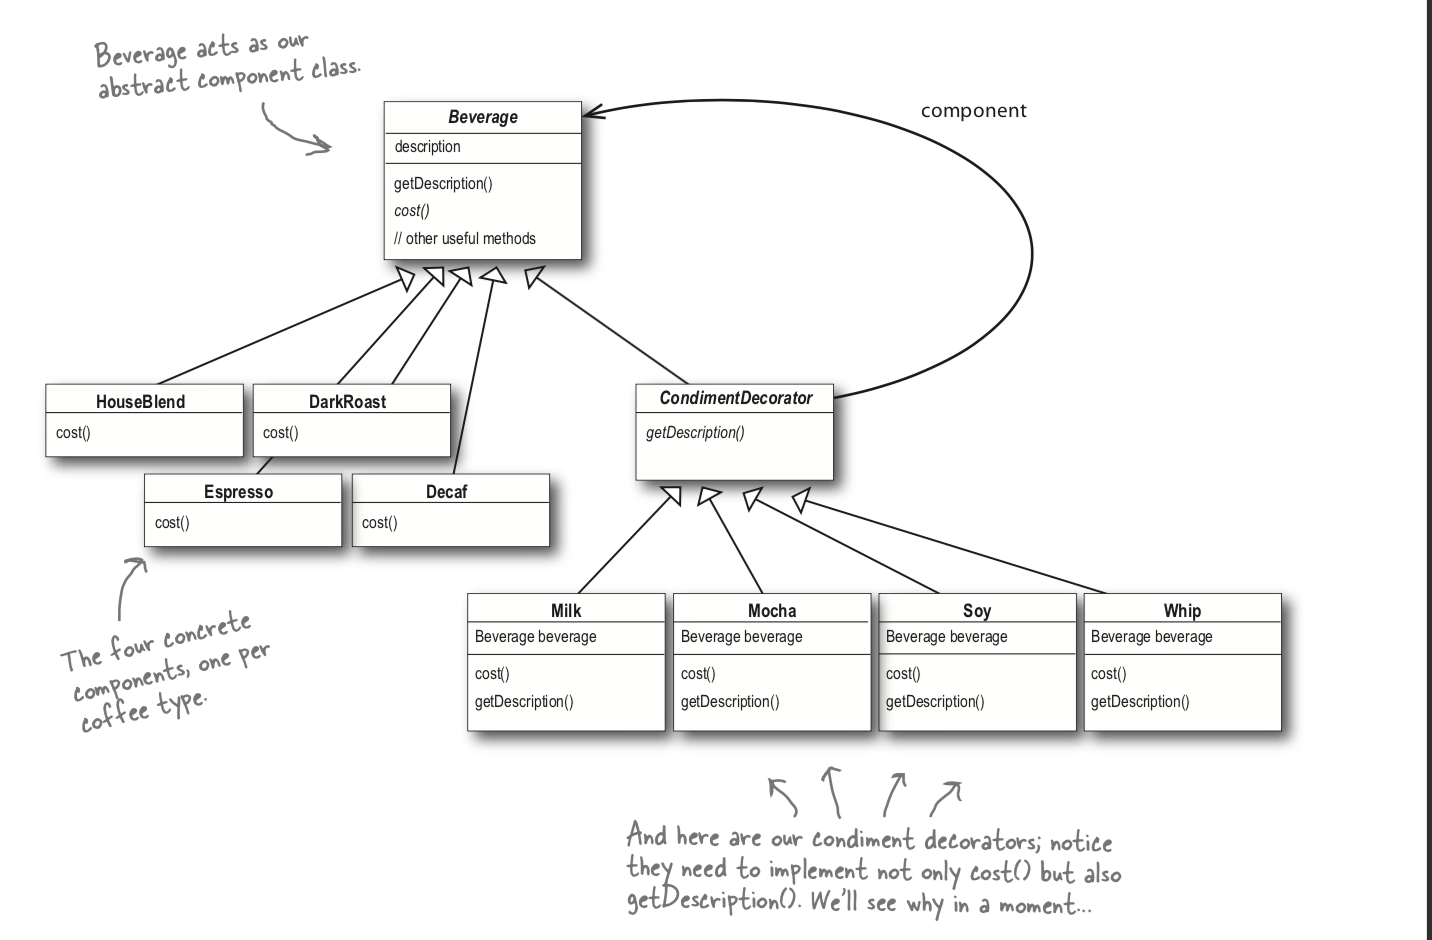 Beverage acts as our
abstract component class.
component
Beverage
description
getDescription()
cost()
// other useful methods
HouseBlend
cost()
DarkRoast
cost()
CondimentDecorator
getDescription()
Espresso
cost()
Decaf
cost()
The four concrete
components, one per
coffee type.
Milk
Beverage beverage
cost()
getDescription()
Mocha
Beverage beverage
cost()
getDescription()
Soy
Beverage beverage
cost()
getDescription()
Whip
Beverage beverage
cost()
getDescription()
And here are our condiment decorators; notice
they need to implement not only cost() but also
getDescription(). We'll see why in a moment...